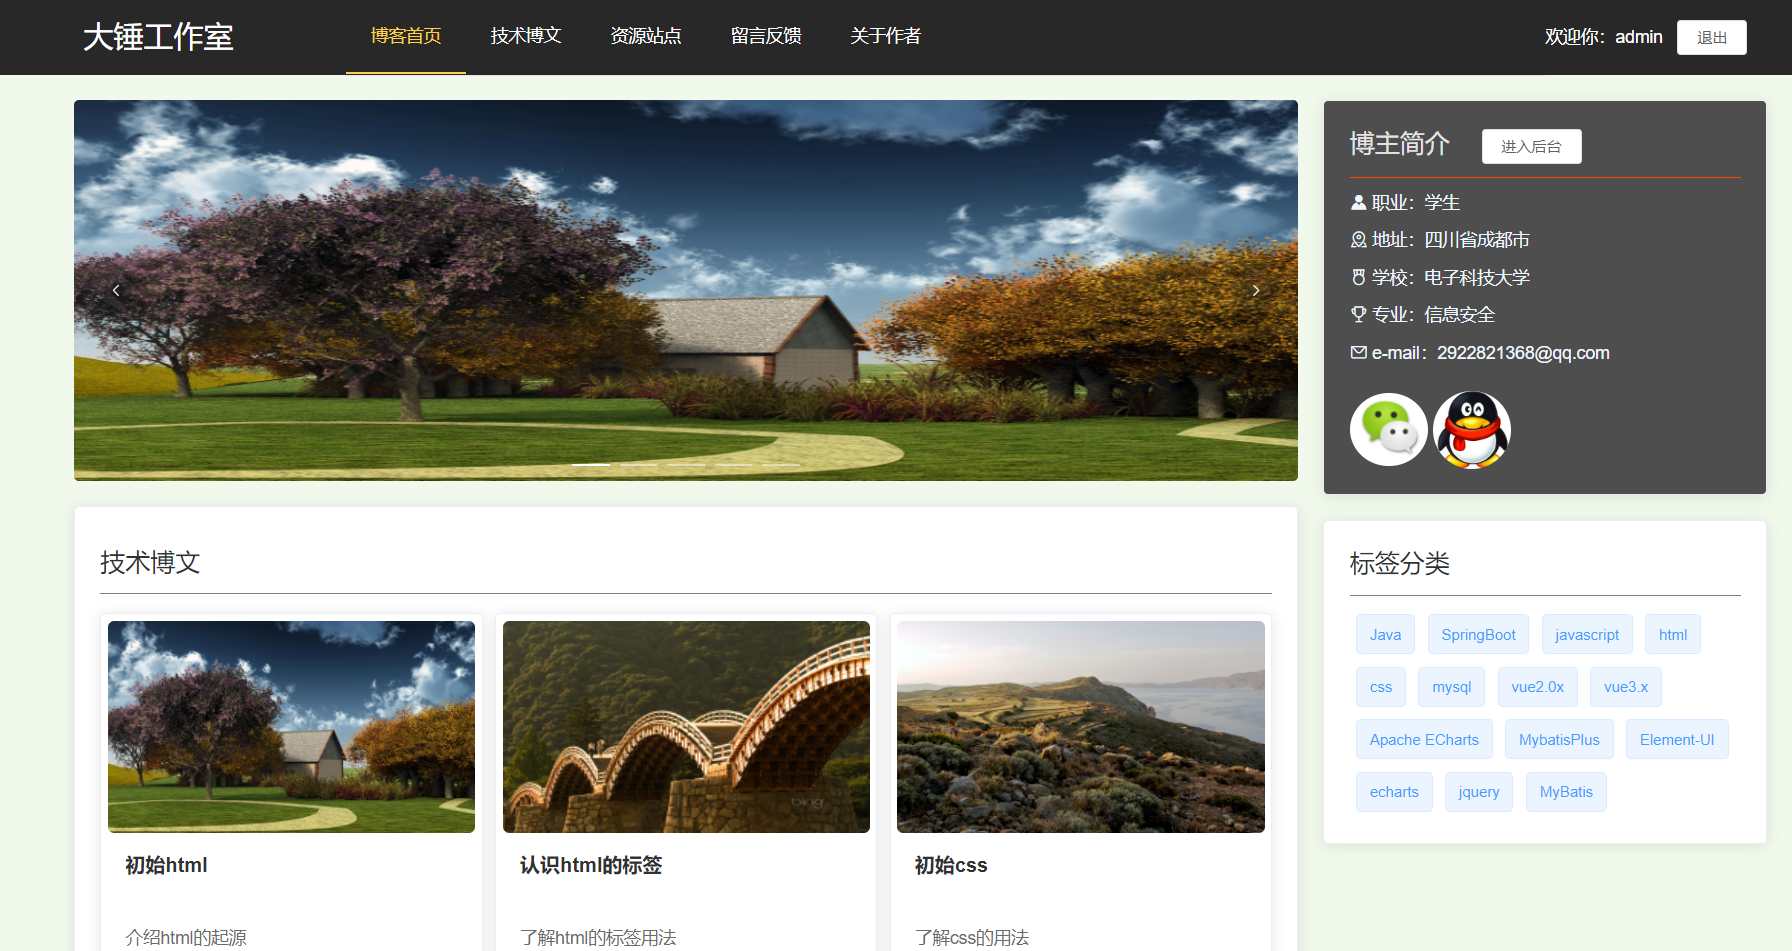 大锤工作室
博客首页 技术博文 资源站点 留言反馈 关于作者
欢迎你：admin 退出
博主简介 进入后台
职业：学生
地址：四川省成都市
学校：电子科技大学
专业：信息安全
e-mail：2922821368@qq.com
技术博文
bing
初始html
认识html的标签
初始css
介绍html的起源
了解html的标签用法
了解css的用法
标签分类
Java SpringBoot javascript html
css mysql vue2.0x vue3.x
Apache ECharts MybatisPlus Element-UI
echarts jquery MyBatis